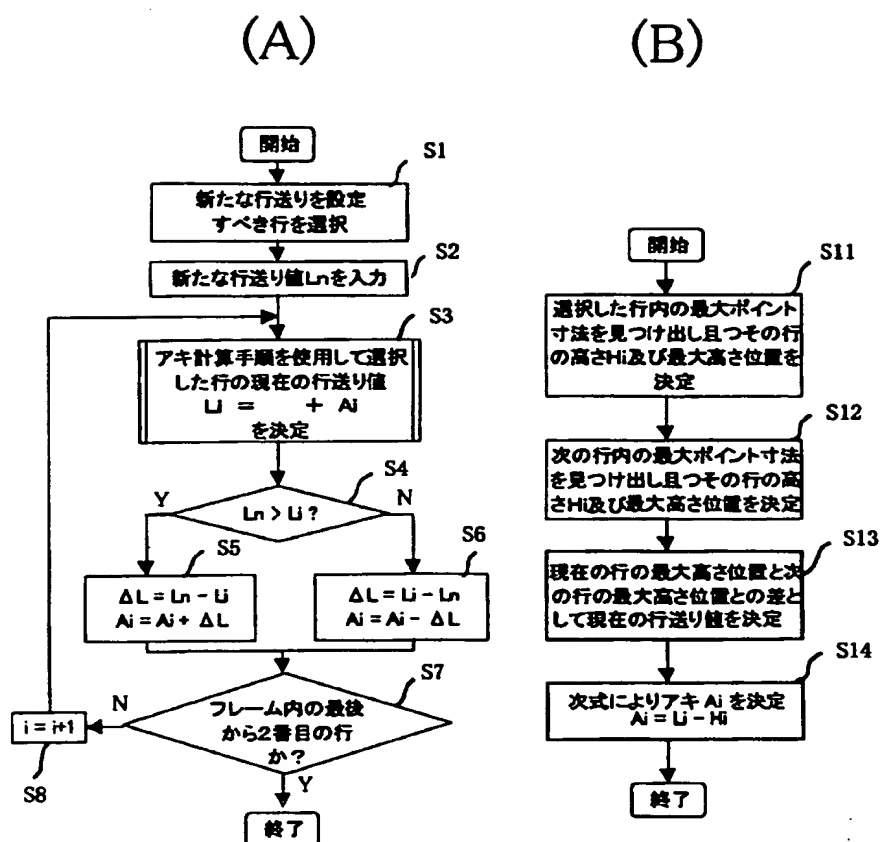 (A)
開始
S1
新たな行送りを設定
すべき行を選択
S2
新たな行送り値Lnを入力
S3
アキ計算手順を使用して選択
した行の現在の行送り値
Li = + Ai
を決定
S4
Y
N
Ln > Li ?
S5
ΔL = Ln - Li
Ai = Ai + ΔL
S6
ΔL = Li - Ln
Ai = Ai - ΔL
S7
N
フレーム内の最後
から2番目の行
か?
i = i+1
S8
Y
終了
(B)
開始
S11
選択した行内の最大ポイント
寸法を見つけ出し且つその行
の高さHi及び最大高さ位置を
決定
S12
次の行内の最大ポイント寸法
を見つけ出し且つその行の高
さHi及び最大高さ位置を決定
S13
現在の行の最大高さ位置と次
の行の最大高さ位置との差と
して現在の行送り値を決定
S14
次式によりアキ Ai を決定
Ai = Li - Hi
終了